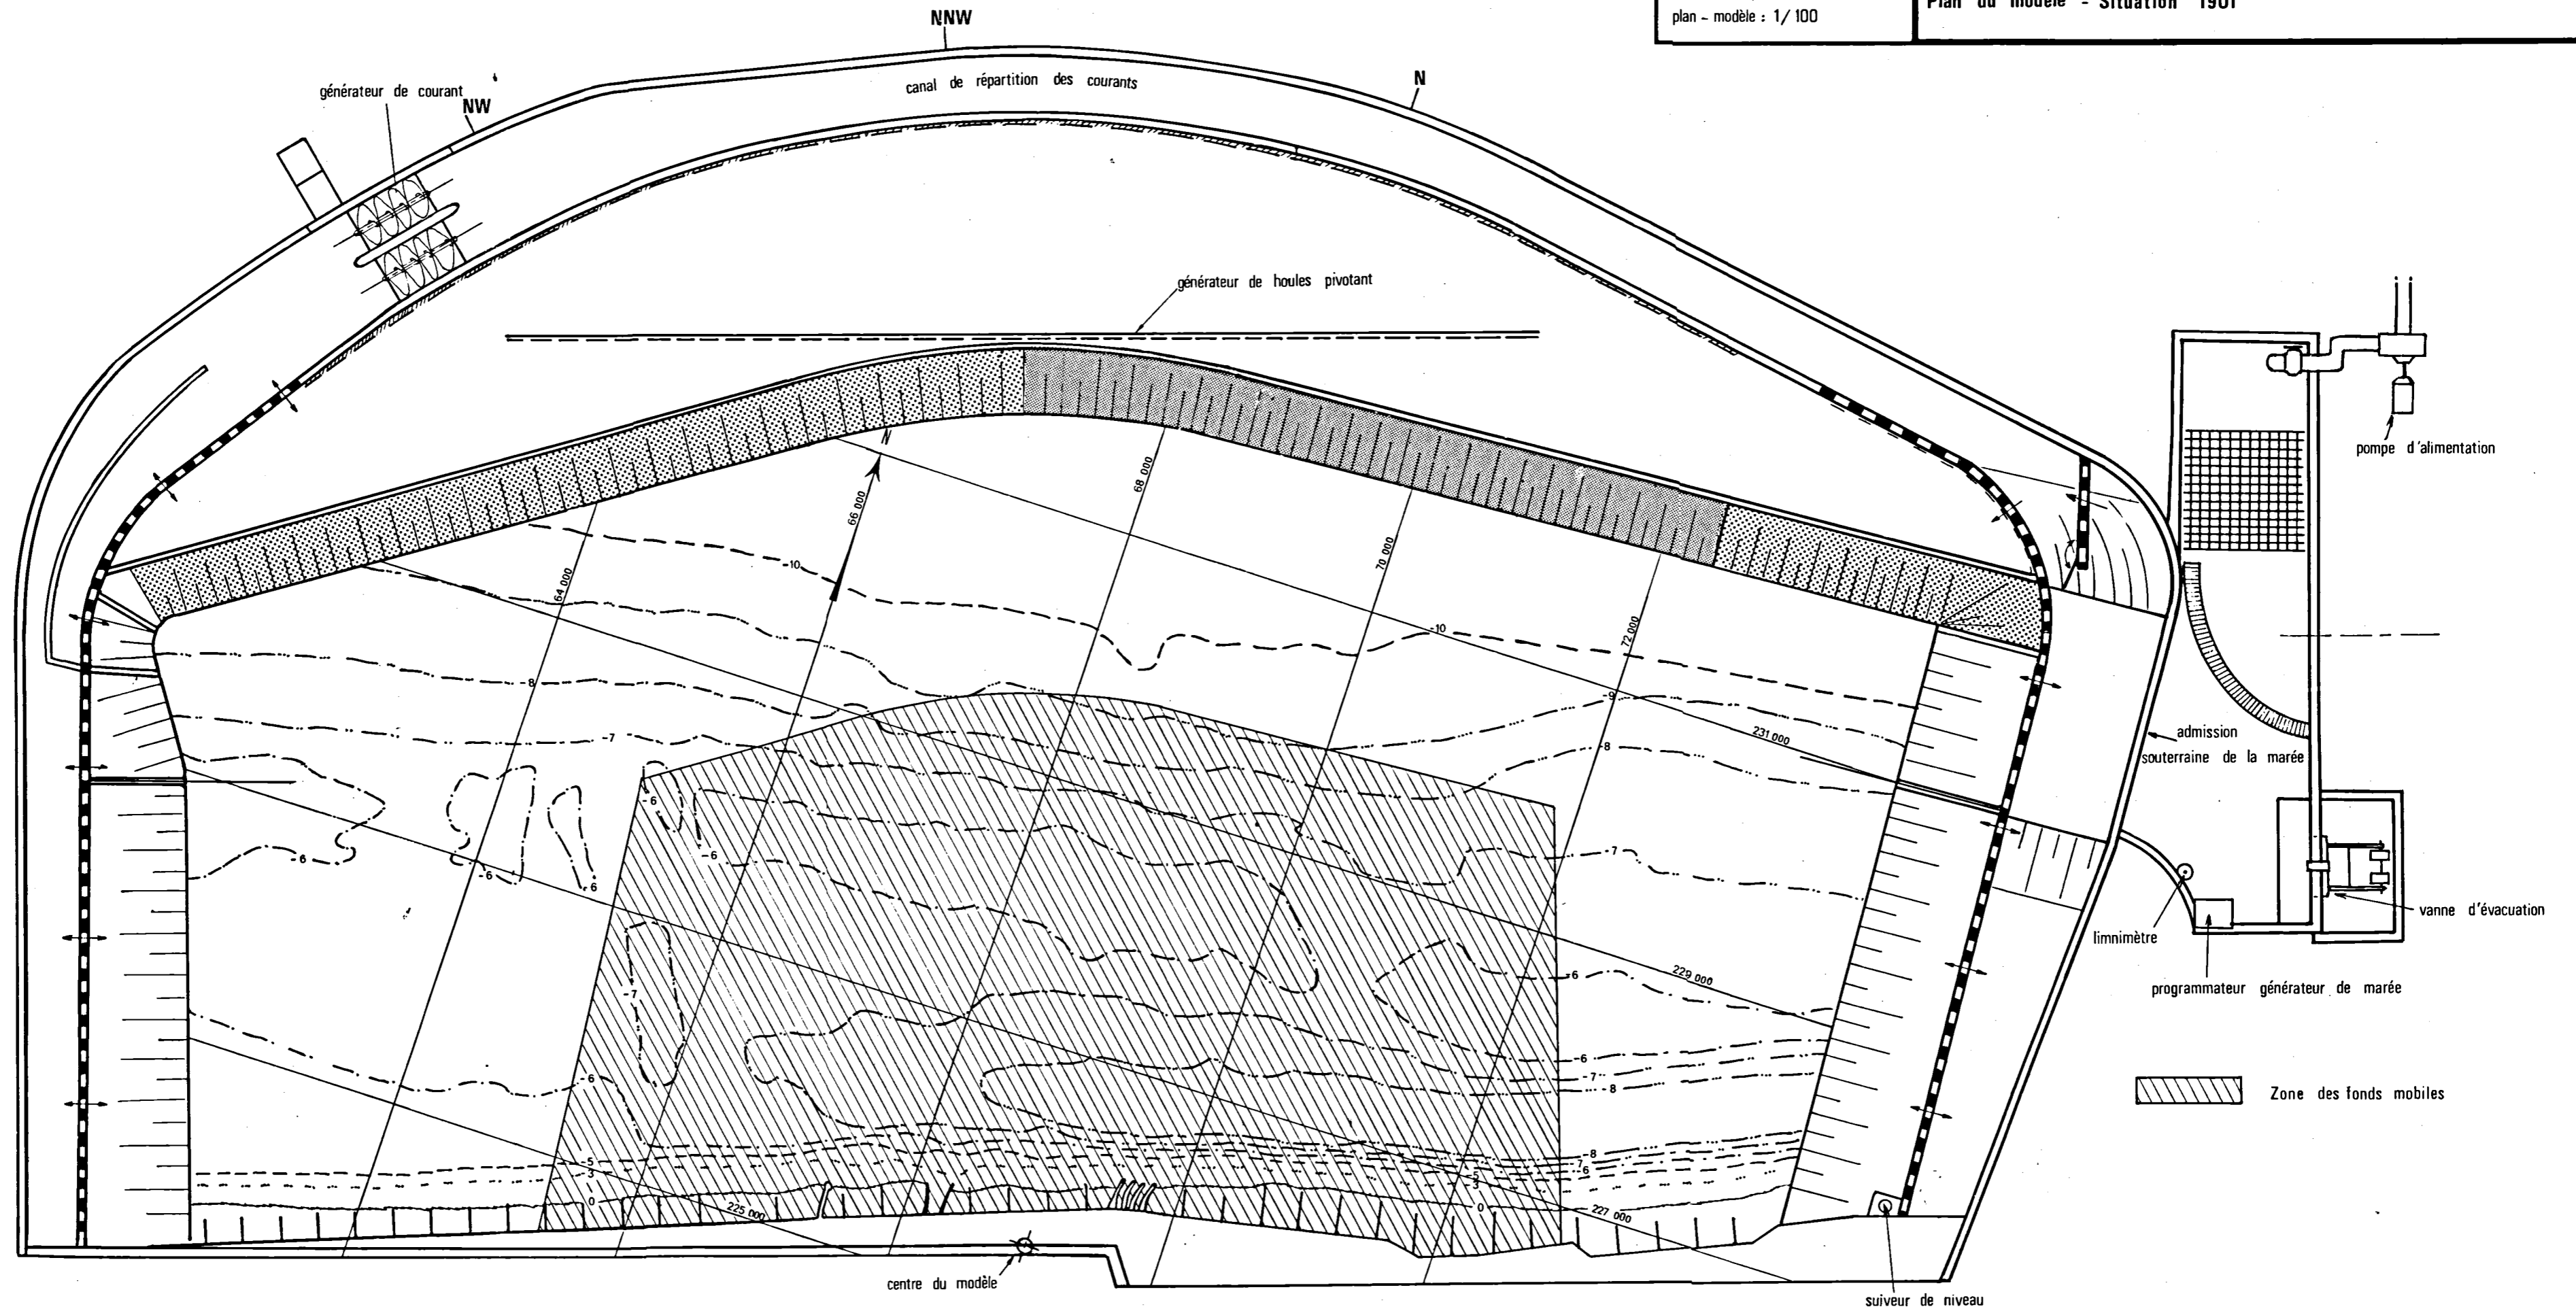 plan - modèle : 1/100
Plan du modèle - Situation 1901
NNW
N
NW
générateur de courant
canal de répartition des courants
générateur de houles pivotant
pompe d'alimentation
N
66 000
68 000
70 000
64 000
72 000
-10
-10
-8
-9
-7
-8
231 000
admission
souterraine de la marée
-6
-6
-7
-6
-6
-6
vanne d'évacuation
limnimètre
-7
-6
229 000
programmateur générateur de marée
-6
-7
-8
-6
Zone des fonds mobiles
-8
-7
-6
-5
-3
-5
-3
0
0
225 000
227 000
centre du modèle
suiveur de niveau